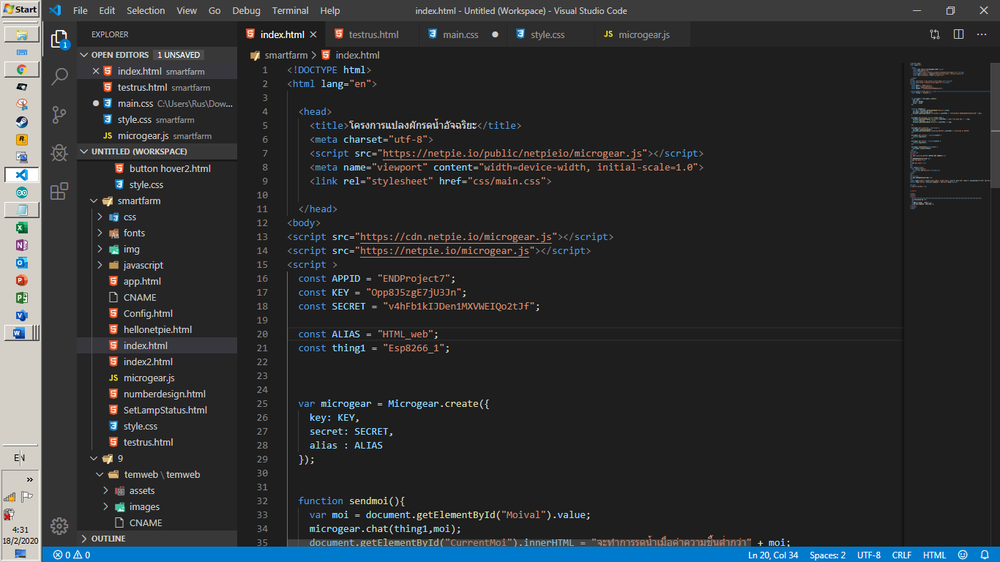 Start
File Edit Selection View Go Debug Terminal Help
index.html - Untitled (Workspace) - Visual Studio Code
EXPLORER
OPEN EDITORS 1 UNSAVED
index.html smartfarm
testrus.html smartfarm
main.css C:\Users\Rus\Dow...
style.css smartfarm
JS microgear.js smartfarm
UNTITLED (WORKSPACE)
button hover2.html
style.css
smartfarm
css
fonts
img
javascript
app.html
CNAME
Config.html
hellonetpie.html
index.html
index2.html
JS microgear.js
numberdesign.html
SetLampStatus.html
style.css
testrus.html
9
temweb \ temweb
assets
images
CNAME
OUTLINE
index.html testrus.html main.css style.css JS microgear.js
smartfarm > index.html
1 <!DOCTYPE html>
2 <html lang="en">
3
4 <head>
5 <title>โครงการแปลงผักรดน้ำอัจฉริยะ</title>
6 <meta charset="utf-8">
7 <script src="https://netpie.io/public/netpieio/microgear.js"></script>
8 <meta name="viewport" content="width=device-width, initial-scale=1.0">
9 <link rel="stylesheet" href="css/main.css">
10
11 </head>
12 <body>
13 <script src="https://cdn.netpie.io/microgear.js"></script>
14 <script src="https://netpie.io/microgear.js"></script>
15 <script >
16 const APPID = "ENDProject7";
17 const KEY = "Opp8J5zgE7jU3Jn";
18 const SECRET = "v4hFb1kIJDen1MXVWEIQo2tJf";
19
20 const ALIAS = "HTML_web";
21 const thing1 = "Esp8266_1";
22
23
24
25 var microgear = Microgear.create({
26 key: KEY,
27 secret: SECRET,
28 alias : ALIAS
29 });
30
31
32 function sendmoi(){
33 var moi = document.getElementById("Moival").value;
34 microgear.chat(thing1,moi);
35 document.getElementById("CurrentMoi").innerHTML = "จะทำการรดน้ำเมื่อค่าความชื้นต่ำกว่า" + moi;
1
EN
4:31
18/2/2020
0 0
Ln 20, Col 34 Spaces: 2 UTF-8 CRLF HTML